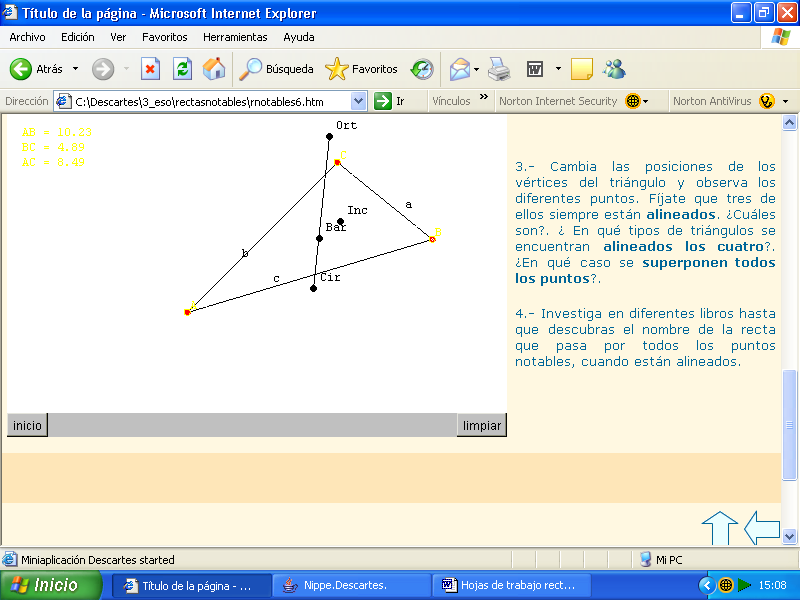 Título de la página - Microsoft Internet Explorer
Archivo Edición Ver Favoritos Herramientas Ayuda
Atrás Búsqueda Favoritos
Dirección C:\Descartes\3_eso\rectasnotables\rnotables6.htm Ir Vínculos » Norton Internet Security Norton AntiVirus
AB = 10.20
BC = 4.89
AC = 8.49
Ort
C
a
Inc
Bar
B
b
c
Cir
A
3.- Cambia las posiciones de los
vértices del triángulo y observa los
diferentes puntos. Fíjate que tres de
ellos siempre están alineados. ¿Cuáles
son?. ¿ En qué tipos de triángulos se
encuentran alineados los cuatro?.
¿En qué caso se superponen todos
los puntos?.
4.- Investiga en diferentes libros hasta
que descubras el nombre de la recta
que pasa por todos los puntos
notables, cuando están alineados.
inicio limpiar
Miniaplicación Descartes started Mi PC
Inicio Título de la página - ... Nippe.Descartes. Hojas de trabajo rect... 15:08